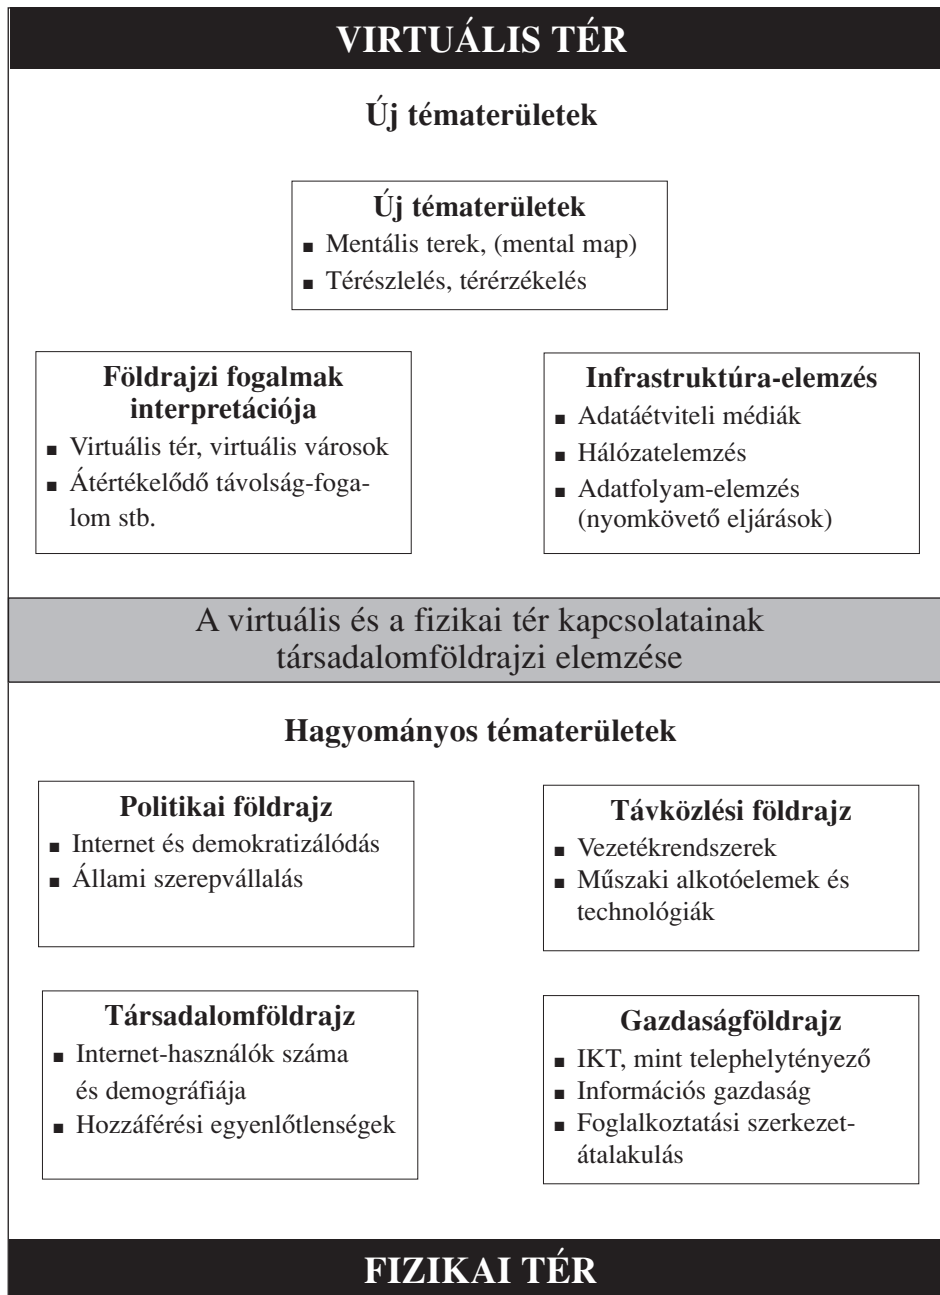 VIRTUÁLIS TÉR
Új tématerületek
Új tématerületek
■ Mentális terek, (mental map)
■ Térészlelés, térérzékelés
Földrajzi fogalmak
interpretációja
■ Virtuális tér, virtuális városok
■ Átértékelődő távolság-foga-
lom stb.
Infrastruktúra-elemzés
■ Adatáétviteli médiák
■ Hálózatelemzés
■ Adatfolyam-elemzés
(nyomkövető eljárások)
A virtuális és a fizikai tér kapcsolatainak
társadalomföldrajzi elemzése
Hagyományos tématerületek
Politikai földrajz
■ Internet és demokratizálódás
■ Állami szerepvállalás
Távközlési földrajz
■ Vezetékrendszerek
■ Műszaki alkotóelemek és
technológiák
Társadalomföldrajz
■ Internet-használók száma
és demográfiája
■ Hozzáférési egyenlőtlenségek
Gazdaságföldrajz
■ IKT, mint telephelytényező
■ Információs gazdaság
■ Foglalkoztatási szerkezet-
átalakulás
FIZIKAI TÉR